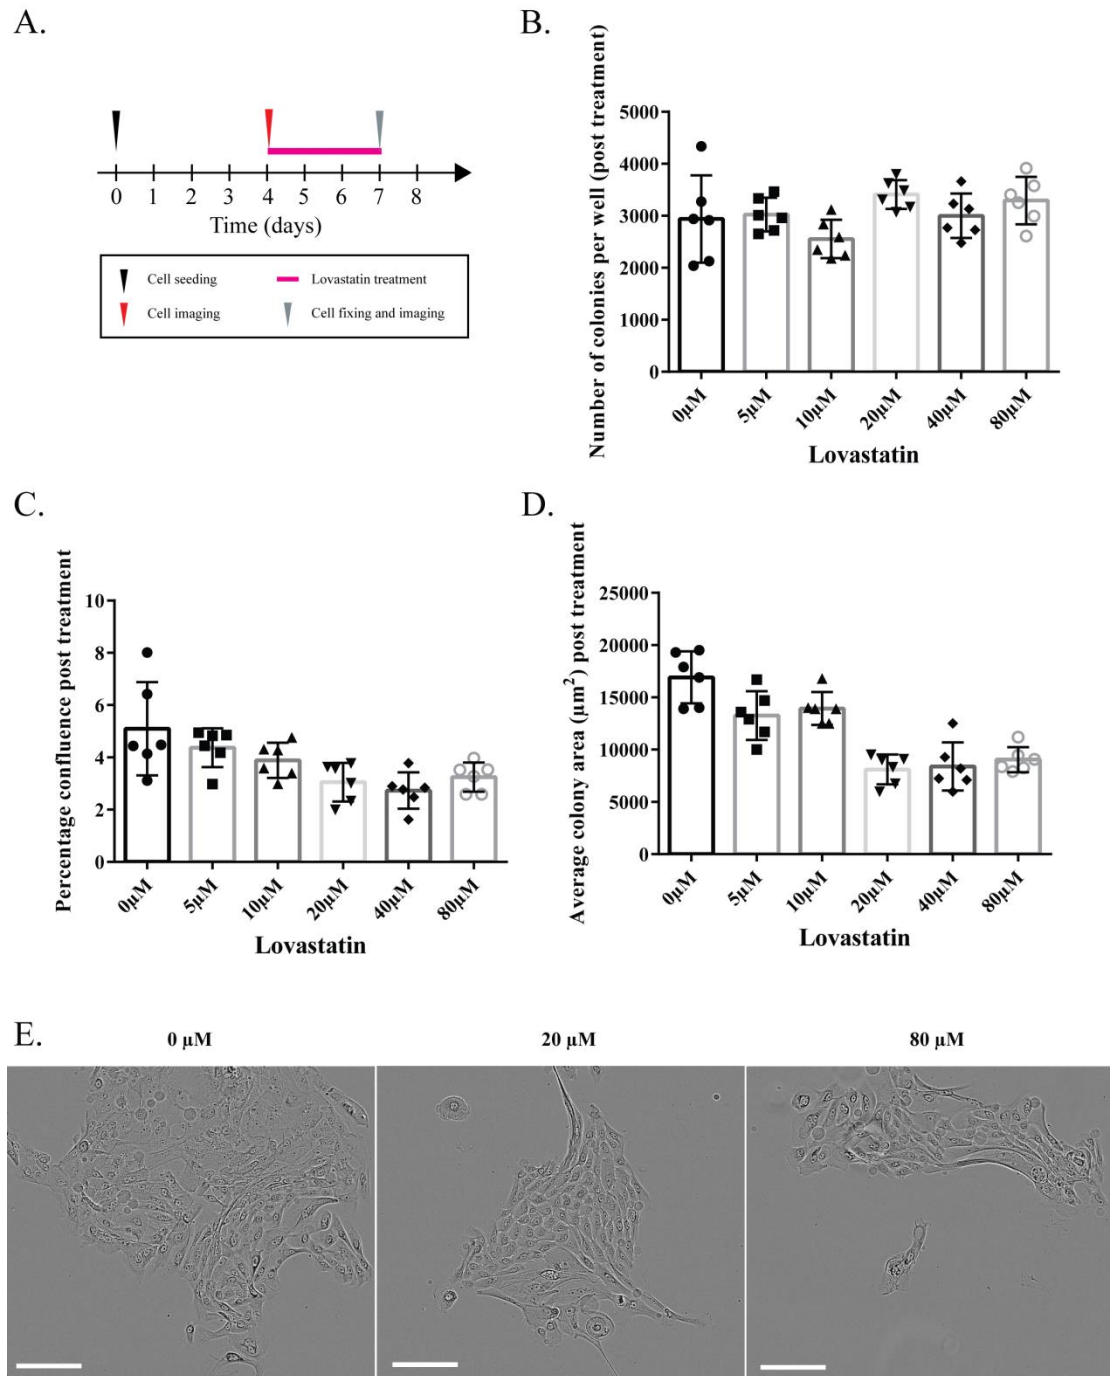 A.
0 1 2 3 4 5 6 7 8
Time (days)
Cell seeding
Lovastatin treatment
Cell imaging
Cell fixing and imaging
B.
Number of colonies per well (post treatment)
5000
4000
3000
2000
1000
0
0µM 5µM 10µM 20µM 40µM 80µM
Lovastatin
C.
Percentage confluence post treatment
10
8
6
4
2
0
0µM 5µM 10µM 20µM 40µM 80µM
Lovastatin
D.
Average colony area (µm²) post treatment
25000
20000
15000
10000
5000
0
0µM 5µM 10µM 20µM 40µM 80µM
Lovastatin
E.
0 µM
20 µM
80 µM